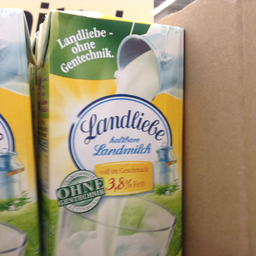 Landliebe -
ohne
Gentechnik.
Landliebe
haltbare
Landmilch
voll im Geschmack
3,8% Fett
OHNE
GENTECHNIK